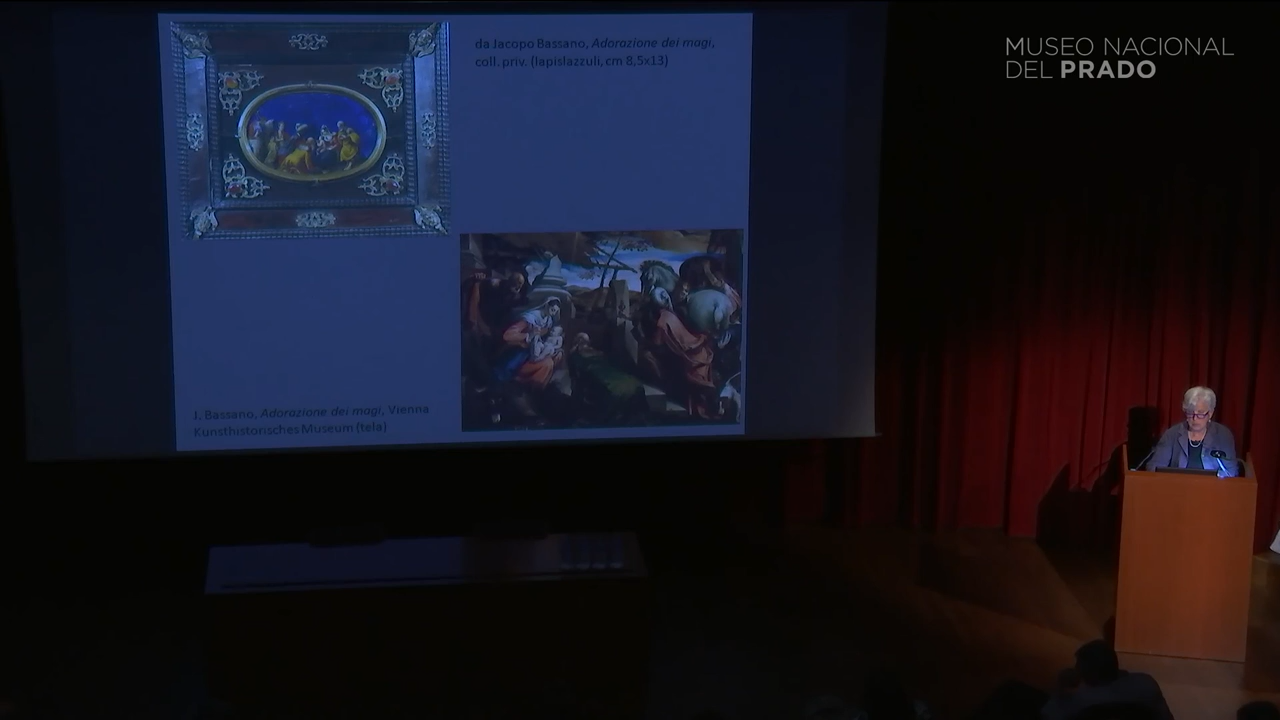 da Jacopo Bassano, Adorazione dei magi,
coll. priv. (lapislazzuli, cm 8,5x13)
MUSEO NACIONAL
DEL PRADO
J. Bassano, Adorazione dei magi, Vienna
Kunsthistorisches Museum (tela)